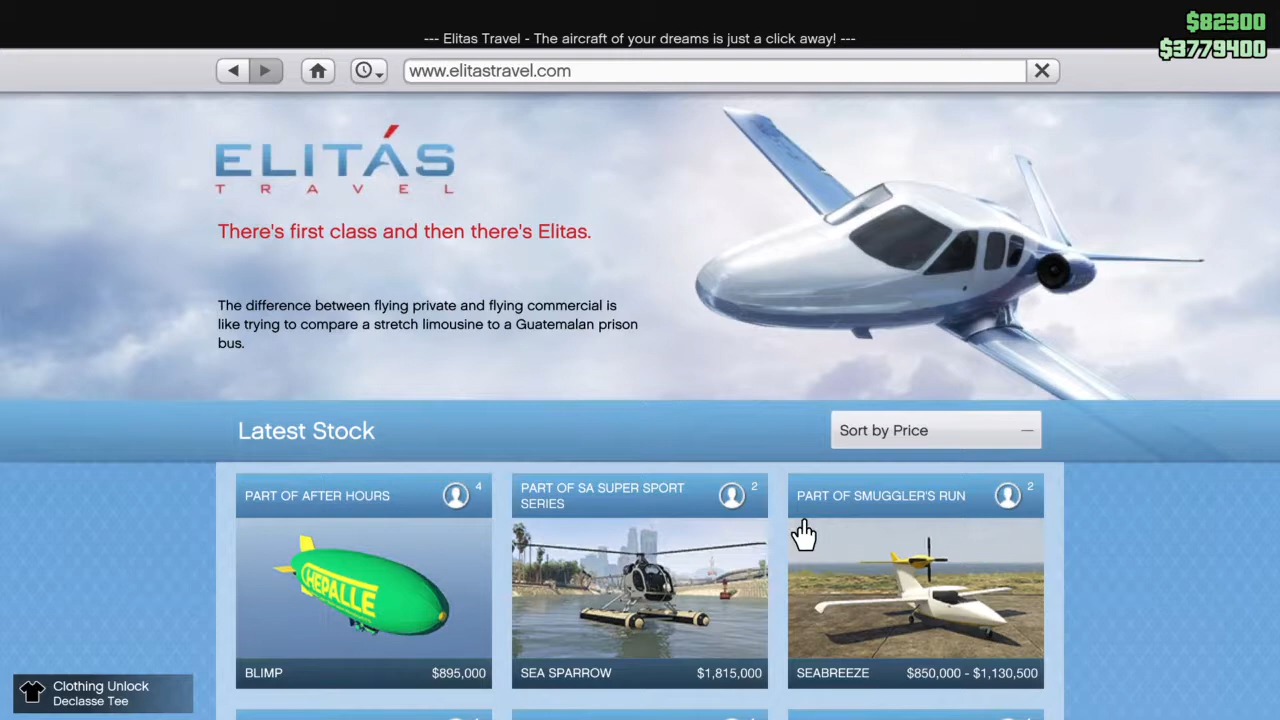 $82300
--- Elitas Travel - The aircraft of your dreams is just a click away! ---
$3779400
www.elitastravel.com
ELITÁS
TRAVEL
There's first class and then there's Elitas.
The difference between flying private and flying commercial is
like trying to compare a stretch limousine to a Guatemalan prison
bus.
Latest Stock
Sort by Price
PART OF AFTER HOURS
4
PART OF SA SUPER SPORT
SERIES
2
PART OF SMUGGLER'S RUN
2
HEPALLE
BLIMP
$895,000
SEA SPARROW
$1,815,000
SEABREEZE
$850,000 - $1,130,500
Clothing Unlock
Declasse Tee